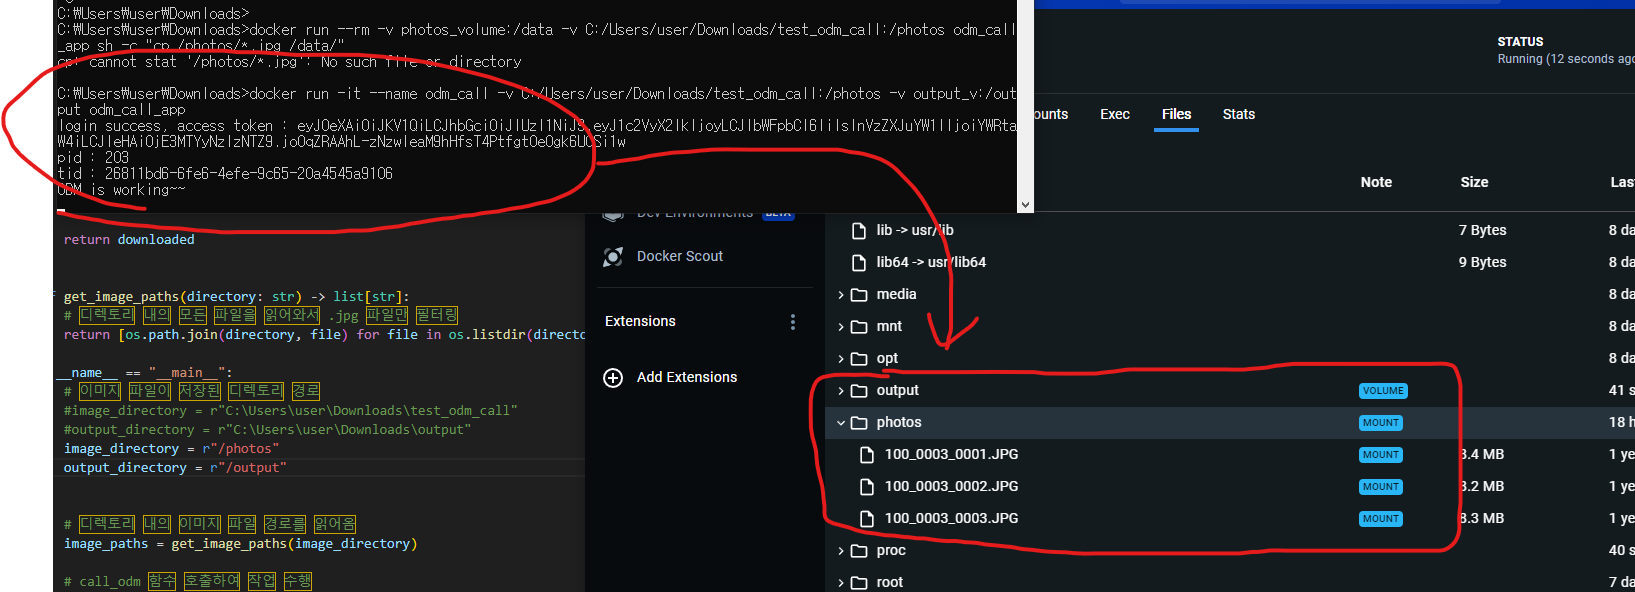 C:\Users\user\Downloads>
C:\Users\user\Downloads>docker run --rm -v photos_volume:/data -v C:/Users/user/Downloads/test_odm_call:/photos odm_call
_app sh -c "cp /photos/*.jpg /data/"
cp: cannot stat '/photos/*.jpg': No such file or directory
C:\Users\user\Downloads>docker run -it --name odm_call -v C:/Users/user/Downloads/test_odm_call:/photos -v output_v:/out
put odm_call_app
login success, access token :
pid : 203
tid : 26811bd6-6fe6-4efe-9c65-20a4545a9106
ODM is working~~
return downloaded
get_image_paths(directory: str) -> list[str]:
# 디렉토리 내의 모든 파일을 읽어와서 .jpg 파일만 필터링
return [os.path.join(directory, file) for file in os.listdir(directo
__name__ == "__main__":
# 이미지 파일이 저장된 디렉토리 경로
#image_directory = r"C:\Users\user\Downloads\test_odm_call"
#output_directory = r"C:\Users\user\Downloads\output"
image_directory = r"/photos"
output_directory = r"/output"
# 디렉토리 내의 이미지 파일 경로를 읽어옴
image_paths = get_image_paths(image_directory)
# call_odm 함수 호출하여 작업 수행
Dev Environments BETA
Docker Scout
Extensions
Add Extensions
STATUS
Running (12 seconds ago
ounts Exec Files Stats
Note Size Las
lib -> usr/lib 7 Bytes 8 da
lib64 -> usr/lib64 9 Bytes 8 da
media 8 da
mnt 8 da
opt 8 da
output VOLUME 41 s
photos MOUNT 18 h
100_0003_0001.JPG MOUNT 8.4 MB 1 ye
100_0003_0002.JPG MOUNT 8.2 MB 1 ye
100_0003_0003.JPG MOUNT 8.3 MB 1 ye
proc 40 s
root 7 da